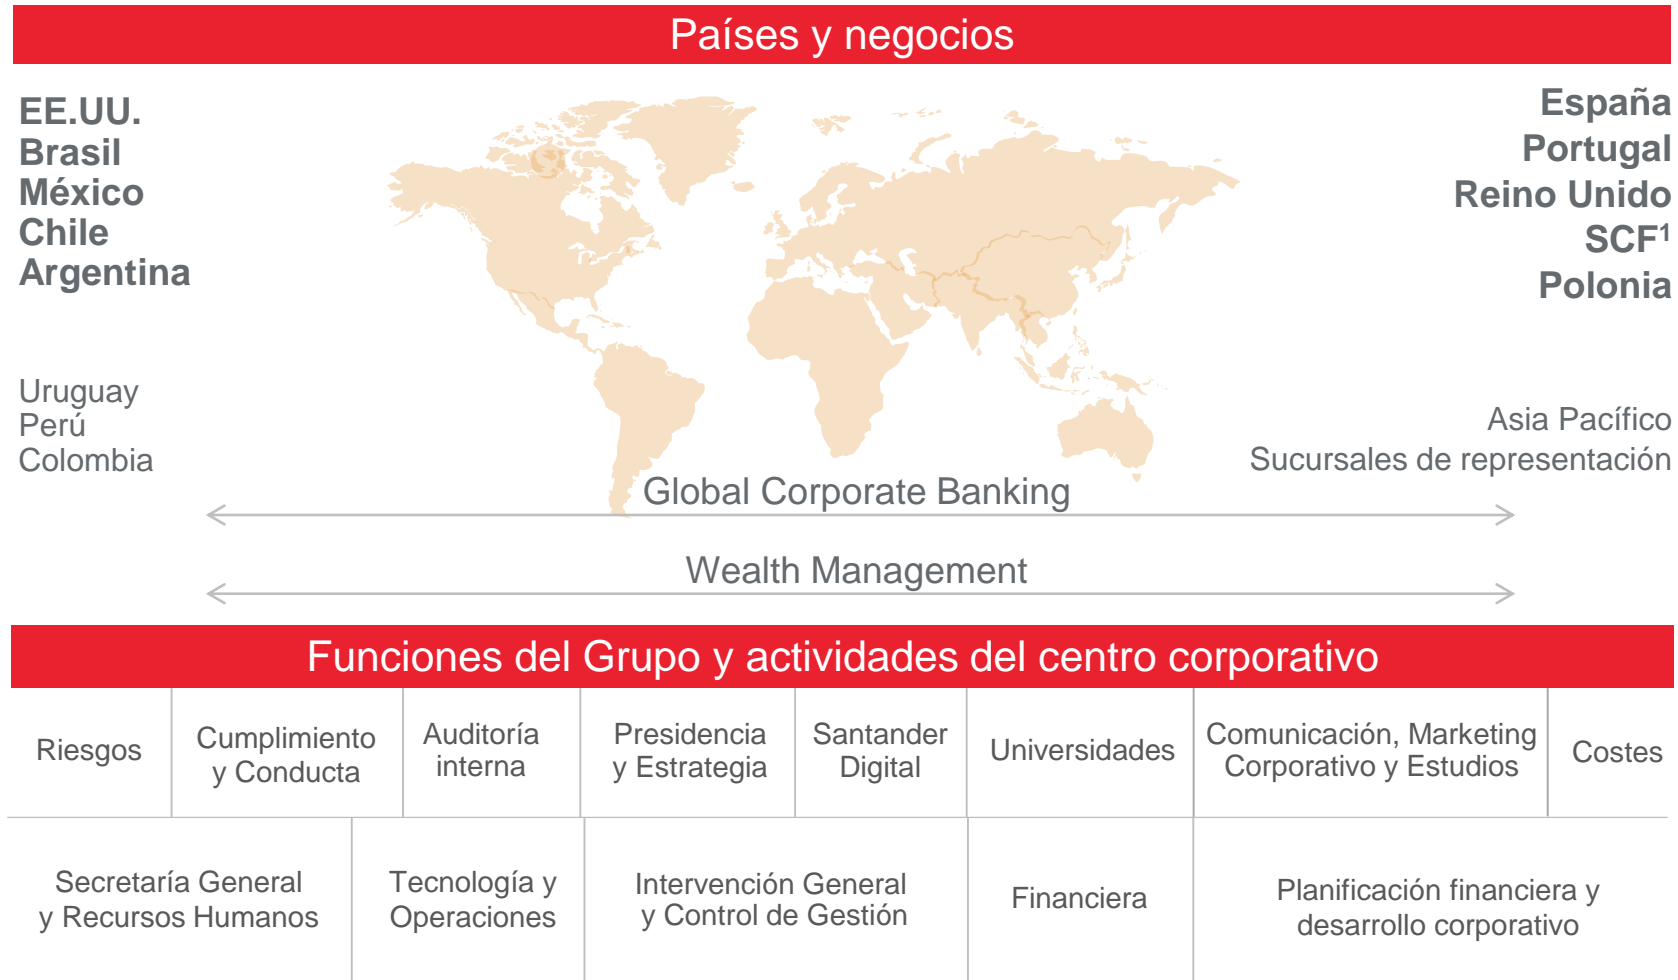 Países y negocios
EE.UU.
Brasil
México
Chile
Argentina
Uruguay
Perú
Colombia
España
Portugal
Reino Unido
SCF¹
Polonia
Asia Pacífico
Sucursales de representación
Global Corporate Banking
Wealth Management
Funciones del Grupo y actividades del centro corporativo
Riesgos
Cumplimiento
y Conducta
Auditoría
interna
Presidencia
y Estrategia
Santander
Digital
Universidades
Comunicación, Marketing
Corporativo y Estudios
Costes
Secretaría General
y Recursos Humanos
Tecnología y
Operaciones
Intervención General
y Control de Gestión
Financiera
Planificación financiera y
desarrollo corporativo